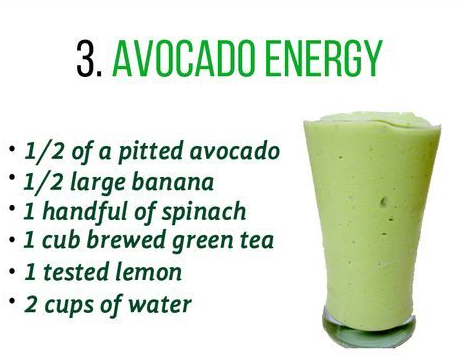 3. AVOCADO ENERGY
• 1/2 of a pitted avocado
• 1/2 large banana
• 1 handful of spinach
• 1 cub brewed green tea
• 1 tested lemon
• 2 cups of water